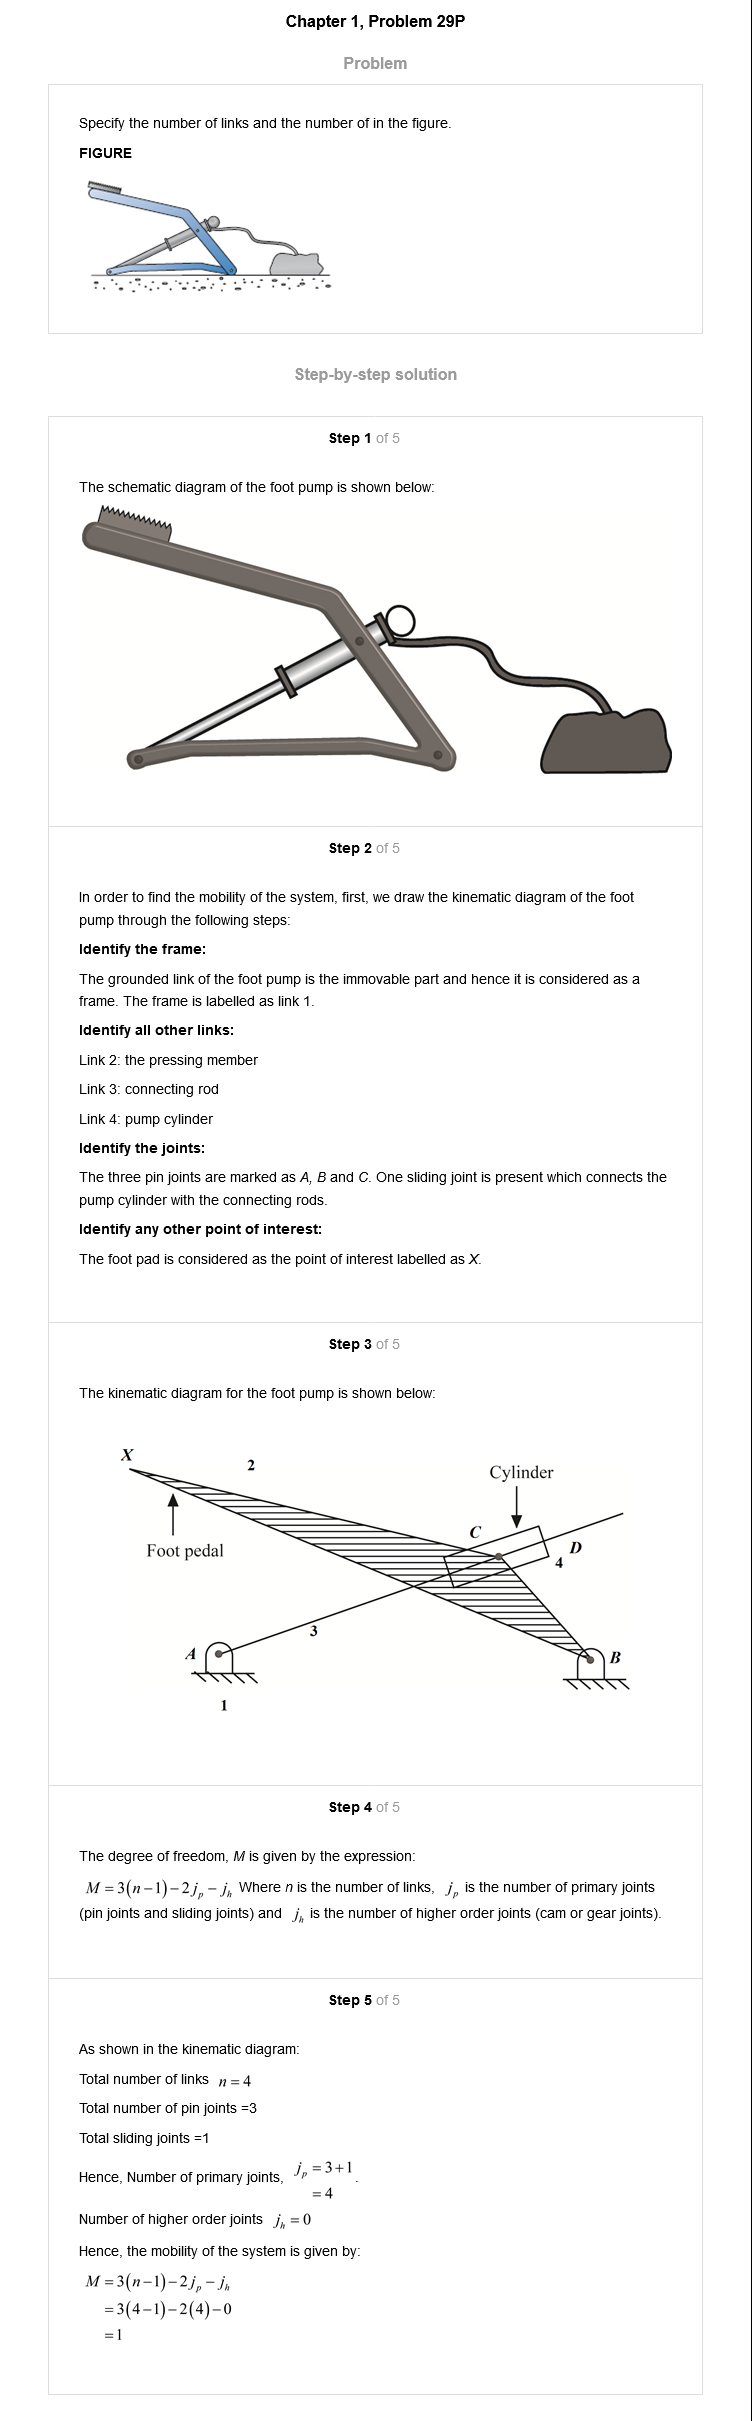 Chapter 1, Problem 29P
Problem
Specify the number of links and the number of in the figure.
FIGURE
Step-by-step solution
Step 1 of 5
The schematic diagram of the foot pump is shown below:
Step 2 of 5
In order to find the mobility of the system, first, we draw the kinematic diagram of the foot
pump through the following steps:
Identify the frame:
The grounded link of the foot pump is the immovable part and hence it is considered as a
frame. The frame is labelled as link 1.
Identify all other links:
Link 2: the pressing member
Link 3: connecting rod
Link 4: pump cylinder
Identify the joints:
The three pin joints are marked as A, B and C. One sliding joint is present which connects the
pump cylinder with the connecting rods.
Identify any other point of interest:
The foot pad is considered as the point of interest labelled as X.
Step 3 of 5
The kinematic diagram for the foot pump is shown below:
X
2
Cylinder
C
D
4
Foot pedal
3
A
B
1
Step 4 of 5
The degree of freedom, M is given by the expression:
M = 3(n−1)−2j_p − j_h Where n is the number of links, j_p is the number of primary joints
(pin joints and sliding joints) and j_h is the number of higher order joints (cam or gear joints).
Step 5 of 5
As shown in the kinematic diagram:
Total number of links n = 4
Total number of pin joints =3
Total sliding joints =1
Hence, Number of primary joints, j_p = 3+1
= 4 .
Number of higher order joints j_h = 0
Hence, the mobility of the system is given by:
M = 3(n−1)−2j_p − j_h
= 3(4−1)−2(4)−0
= 1